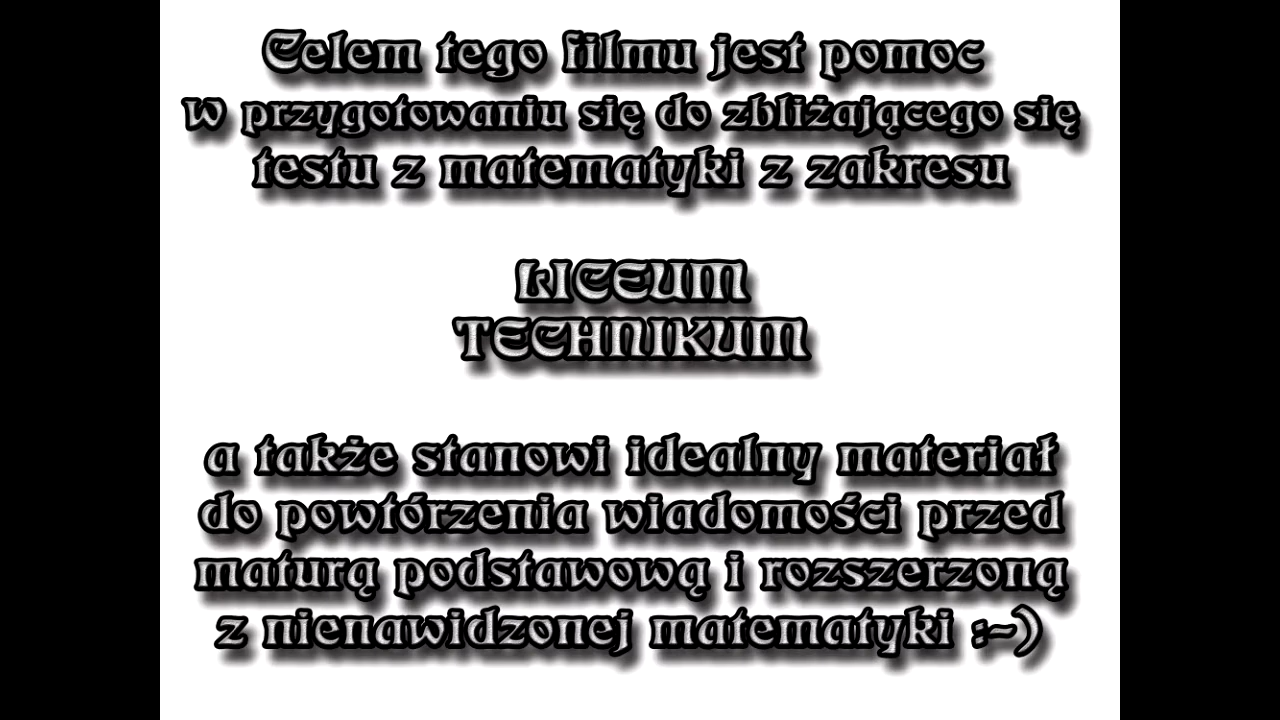 Celem tego filmu jest pomoc
w przygotowaniu się do zbliżającego się
testu z matematyki z zakresu
LICEUM
TECHNIKUM
a także stanowi idealny materiał
do powtórzenia wiadomości przed
maturą podstawową i rozszerzoną
z nienawidzonej matematyki :-)